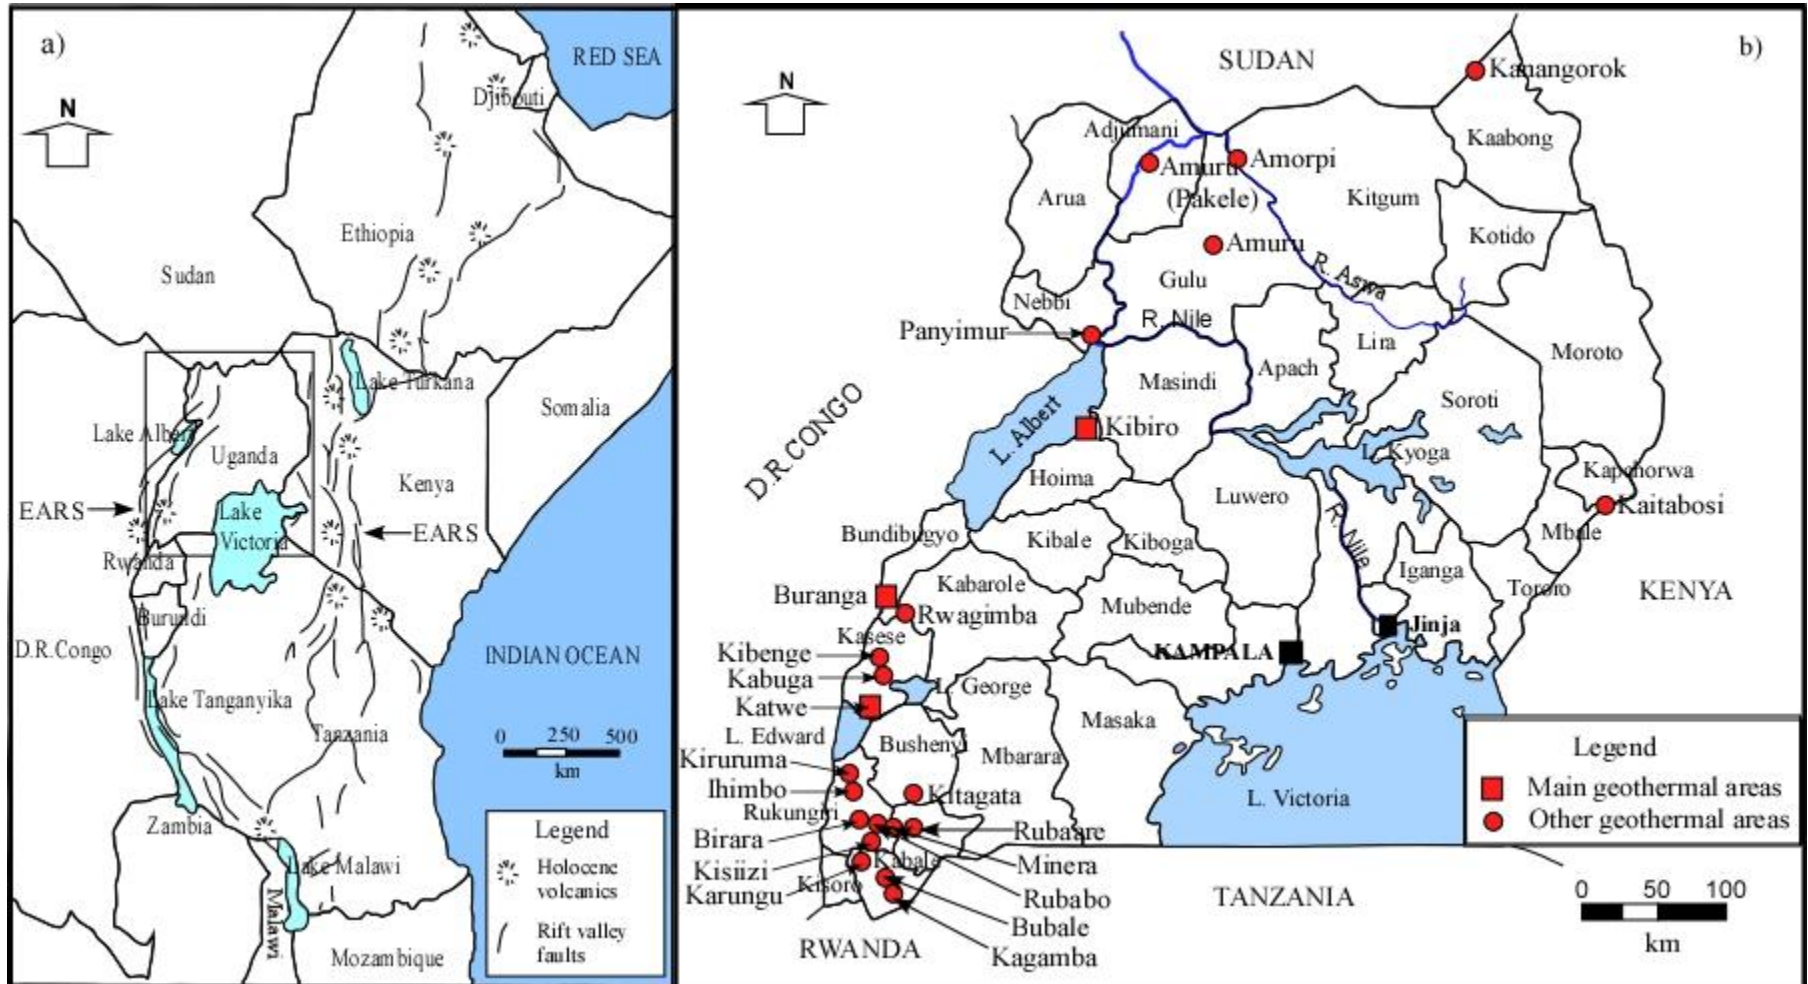 a)
RED SEA
N
Djibouti
Ethiopia
Sudan
Lake Turkana
Somalia
Lake Albert
Uganda
Kenya
EARS
Lake
Victoria
EARS
Rwanda
Burundi
D.R.Congo
INDIAN OCEAN
Lake Tanganyika
Tanzania
0 250 500
km
Zambia
Lake Malawi
Malawi
Mozambique
Legend
Holocene
volcanics
Rift valley
faults
b)
SUDAN
N
Kanangorok
Adjumani
Kaabong
Amuru
(Pakele)
Amorpi
Arua
Kitgum
Amuru
Kotido
Gulu
R. Aswa
Nebbi
Panyimur
R. Nile
Lira
Moroto
Apach
Masindi
D.R.CONGO
L. Albert
Soroti
Kibiro
L. Kyoga
Hoima
Kapchorwa
Luwero
Kaitabosi
R. Nile
Bundibugyo
Kibale
Kiboga
Mbale
Iganga
Kabarole
Tororo
Buranga
KENYA
Mubende
Rwagimba
Jinja
Kasese
KAMPALA
Kibenge
Kabuga
L. George
Katwe
Masaka
L. Edward
Bushenyi
Mbarara
Kiruruma
Ihimbo
Kitagata
L. Victoria
Rukungiri
Birara
Rubaare
Kisiizi
Kabale
Minera
Karungu
Kisoro
Rubabo
Bubale
RWANDA
Kagamba
TANZANIA
Legend
Main geothermal areas
Other geothermal areas
0 50 100
km